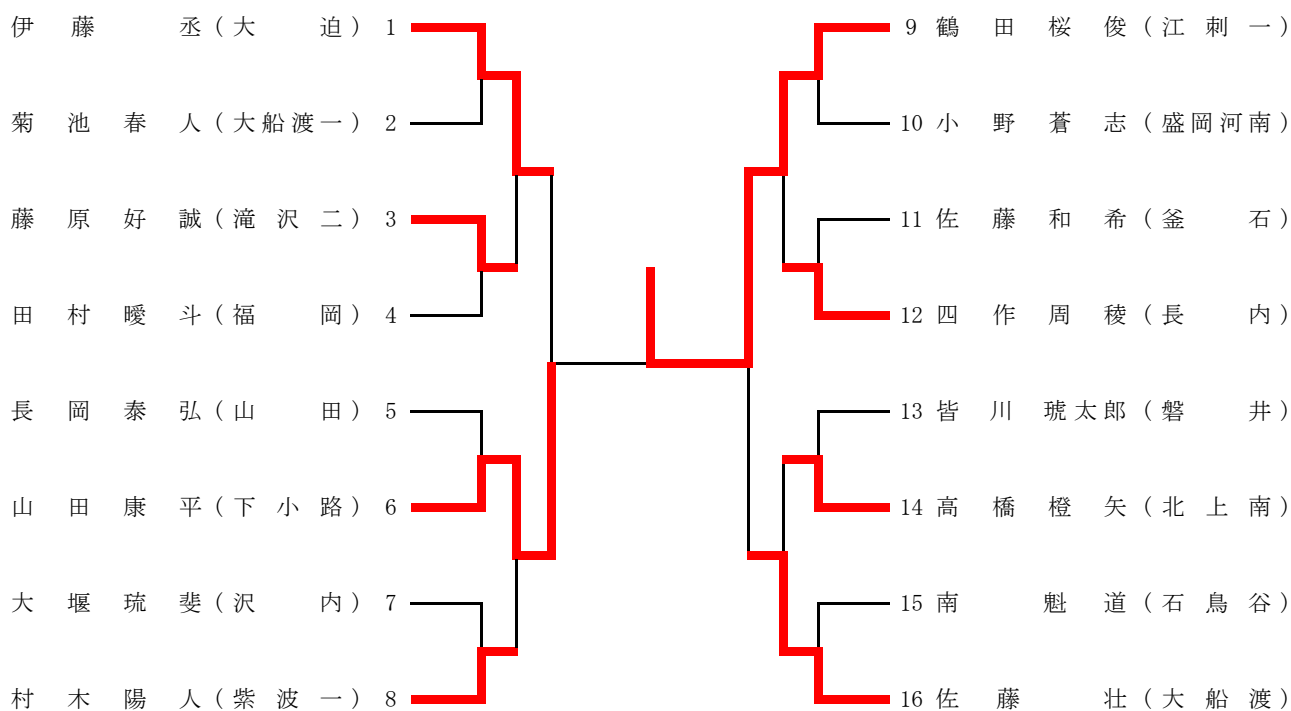 伊藤 丞(大迫) 1
菊池春人(大船渡一) 2
藤原好誠(滝沢二) 3
田村曖斗(福岡) 4
長岡泰弘(山田) 5
山田康平(下小路) 6
大堰琉斐(沢内) 7
村木陽人(紫波一) 8
9 鶴田桜俊(江刺一)
10 小野蒼志(盛岡河南)
11 佐藤和希(釜石)
12 四作周稜(長内)
13 皆川琥太郎(磐井)
14 高橋橙矢(北上南)
15 南 魁道(石鳥谷)
16 佐藤 壮(大船渡)